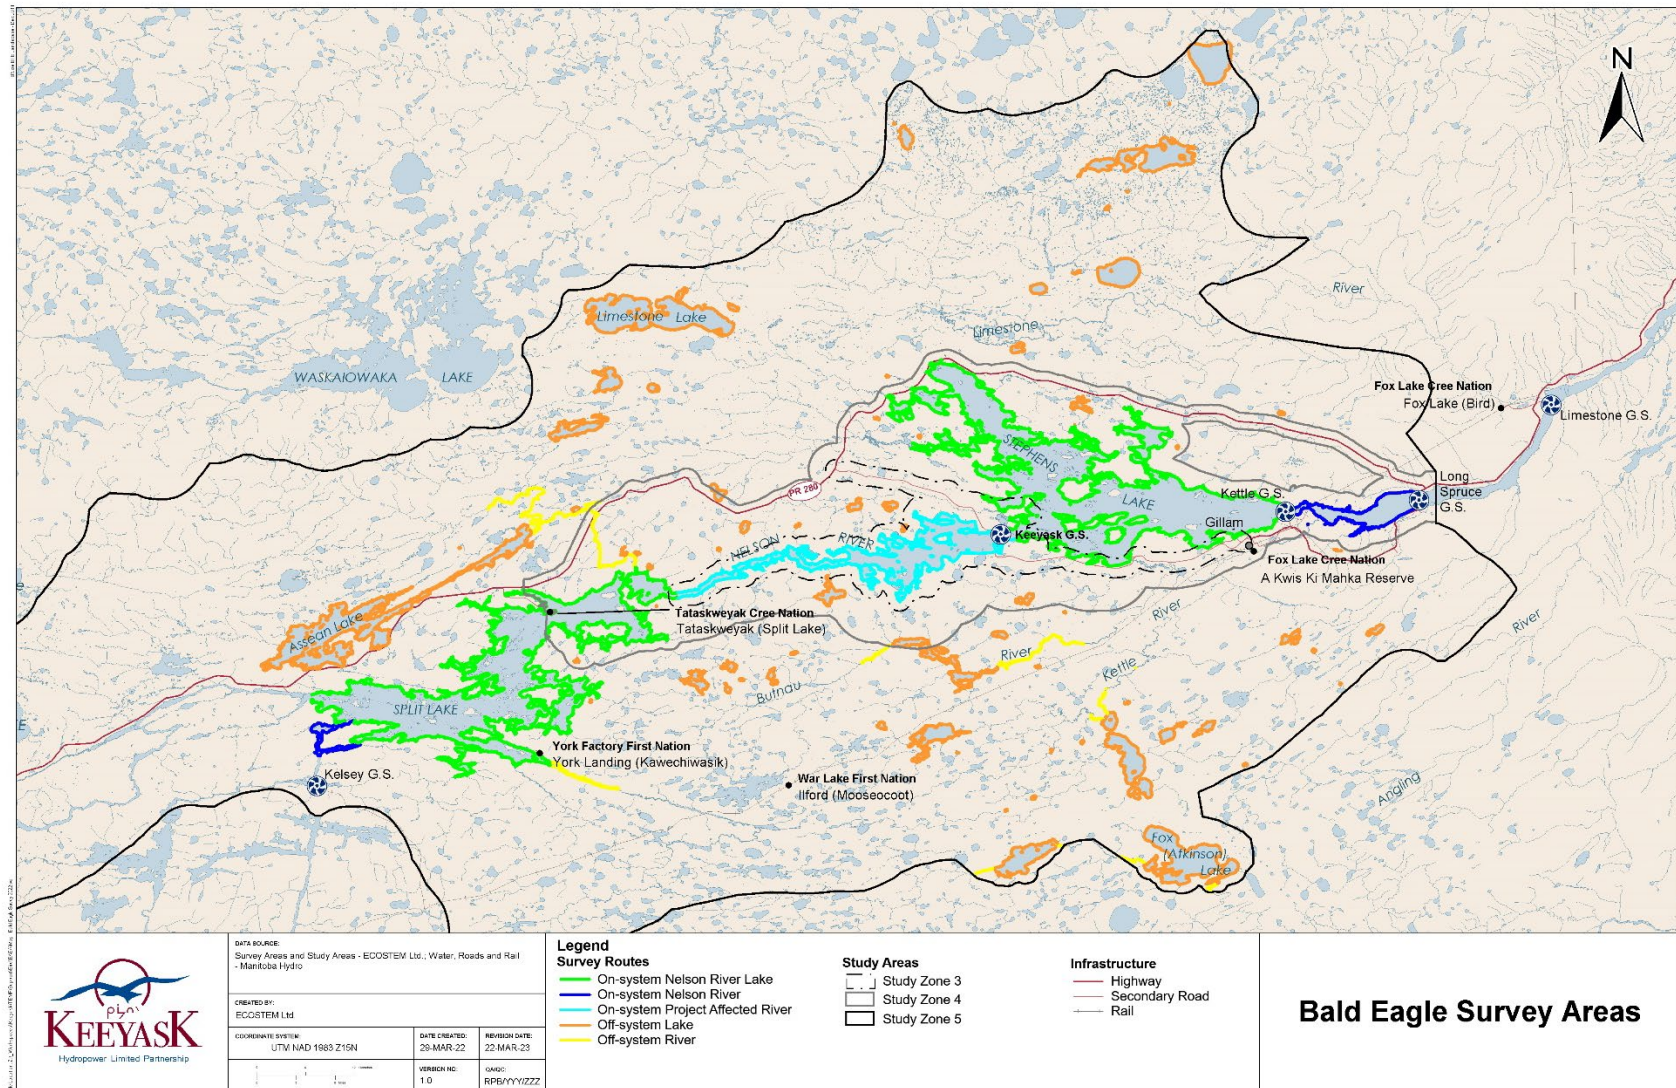 N
Limestone Lake
WASKAIOWAKA LAKE
Limestone
River
Fox Lake Cree Nation
Fox Lake (Bird)
Limestone G.S.
STEPHENS
LAKE
Kettle G.S.
Long
Spruce
G.S.
PR 280
Gillam
NELSON RIVER
Keeyask G.S.
Fox Lake Cree Nation
A Kwis Ki Mahka Reserve
Assean Lake
Tataskweyak Cree Nation
Tataskweyak (Split Lake)
River
River
River
Kettle
Butnau
SPLIT LAKE
York Factory First Nation
York Landing (Kawechiwasik)
Kelsey G.S.
War Lake First Nation
Ilford (Mooseocoot)
Angling
Fox
(Atkinson)
Lake
KEEYASK
Hydropower Limited Partnership
DATA SOURCE:
Survey Areas and Study Areas - ECOSTEM Ltd.; Water, Roads and Rail
- Manitoba Hydro
CREATED BY:
ECOSTEM Ltd.
COORDINATE SYSTEM:
UTM NAD 1983 Z15N
DATE CREATED:
29-MAR-22
REVISION DATE:
22-MAR-23
VERSION NO:
1.0
QA/QC:
RPB/YYY/ZZZ
Legend
Survey Routes
On-system Nelson River Lake
On-system Nelson River
On-system Project Affected River
Off-system Lake
Off-system River
Study Areas
Study Zone 3
Study Zone 4
Study Zone 5
Infrastructure
Highway
Secondary Road
Rail
Bald Eagle Survey Areas